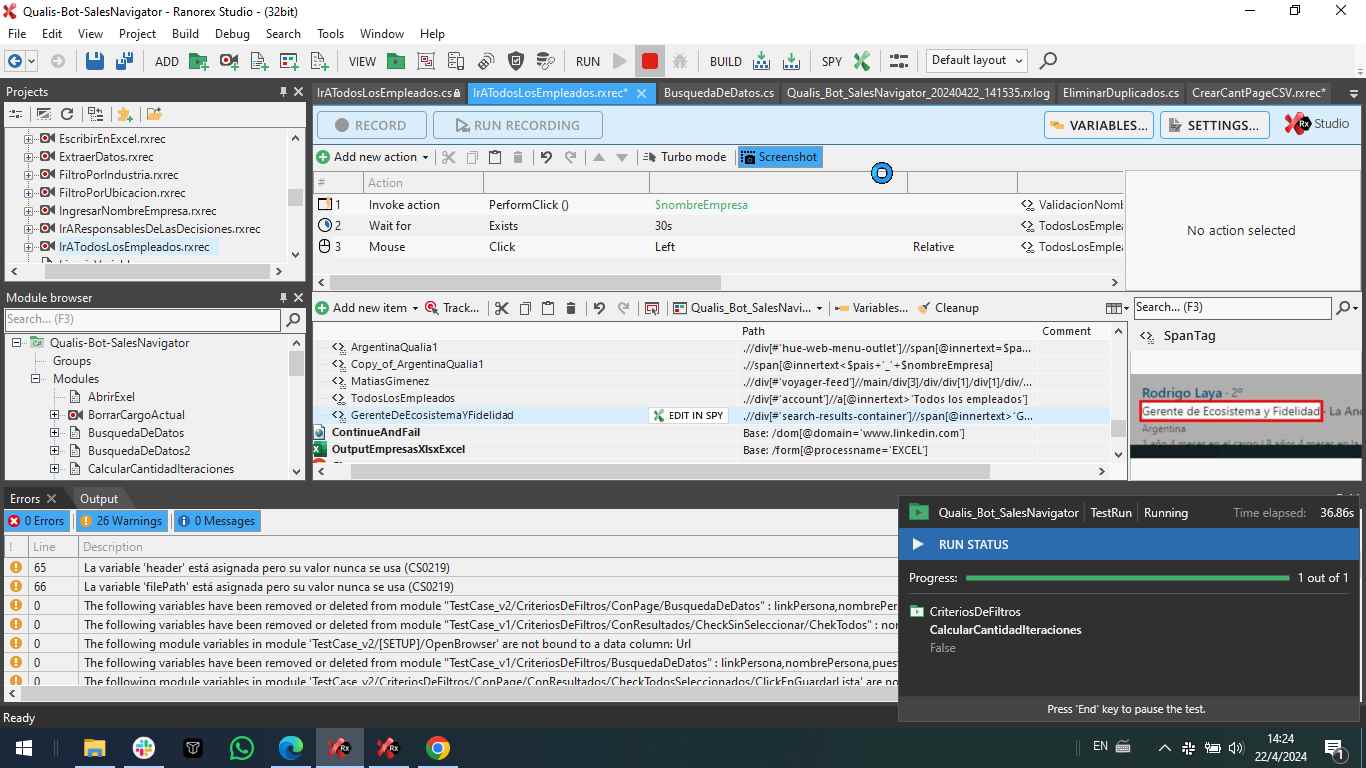 Qualis-Bot-SalesNavigator - Ranorex Studio - (32bit)
File Edit View Project Build Debug Search Tools Window Help
ADD VIEW RUN BUILD SPY Default layout
Projects
IrATodosLosEmpleados.cs IrATodosLosEmpleados.rxrec* BusquedaDeDatos.cs Qualis_Bot_SalesNavigator_20240422_141535.rxlog EliminarDuplicados.cs CrearCantPageCSV.rxrec*
RECORD RUN RECORDING VARIABLES... SETTINGS... Rx Studio
EscribirEnExcel.rxrec
ExtraerDatos.rxrec
FiltroPorIndustria.rxrec
FiltroPorUbicacion.rxrec
IngresarNombreEmpresa.rxrec
IrAResponsablesDeLasDecisiones.rxrec
IrATodosLosEmpleados.rxrec
Add new action Turbo mode Screenshot
# Action
1 Invoke action PerformClick () $nombreEmpresa ValidacionNomb
2 Wait for Exists 30s TodosLosEmplea
3 Mouse Click Left Relative TodosLosEmplea
No action selected
Module browser
Search... (F3)
Qualis-Bot-SalesNavigator
Groups
Modules
AbrirExel
BorrarCargoActual
BusquedaDeDatos
BusquedaDeDatos2
CalcularCantidadIteraciones
Add new item Track... Qualis_Bot_SalesNavi... Variables... Cleanup Search... (F3)
Path Comment
ArgentinaQualia1 .//div[#'hue-web-menu-outlet']//span[@innertext=$pa...
Copy_of_ArgentinaQualia1 .//span[@innertext<$pais+'_'+$nombreEmpresa]
MatiasGimenez .//div[#'voyager-feed']//main/div[3]/div/div[1]/div[1]/div/...
TodosLosEmpleados .//div[#'account']//a[@innertext>'Todos los empleados']
GerenteDeEcosistemaYFidelidad EDIT IN SPY .//div[#'search-results-container']//span[@innertext>'G...
ContinueAndFail Base: /dom[@domain='www.linkedin.com']
OutputEmpresasXlsxExcel Base: /form[@processname='EXCEL']
SpanTag
Rodrigo Laya · 2º
Gerente de Ecosistema y Fidelidad · La Ano
Argentina
Errors Output
0 Errors 26 Warnings 0 Messages
! Line Description
65 La variable 'header' está asignada pero su valor nunca se usa (CS0219)
66 La variable 'filePath' está asignada pero su valor nunca se usa (CS0219)
0 The following variables have been removed or deleted from module "TestCase_v2/CriteriosDeFiltros/ConPage/BusquedaDeDatos" : linkPersona,nombrePer
0 The following variables have been removed or deleted from module "TestCase_v2/CriteriosDeFiltros/ConResultados/CheckSinSeleccionar/ChekTodos" : nor
0 The following module variables in module 'TestCase_v2/[SETUP]/OpenBrowser' are not bound to a data column: Url
0 The following variables have been removed or deleted from module "TestCase_v1/CriteriosDeFiltros/BusquedaDeDatos" : linkPersona,nombrePersona,pues
0 The following module variables in module 'TestCase_v2/CriteriosDeFiltros/ConPage/ConResultados/CheckTodosSeleccionados/ClickEnGuardarLista' are no
Qualis_Bot_SalesNavigator TestRun Running Time elapsed: 36.86s
RUN STATUS
Progress: 1 out of 1
CriteriosDeFiltros
CalcularCantidadIteraciones
False
Press 'End' key to pause the test.
Ready
EN
14:24
22/4/2024
1